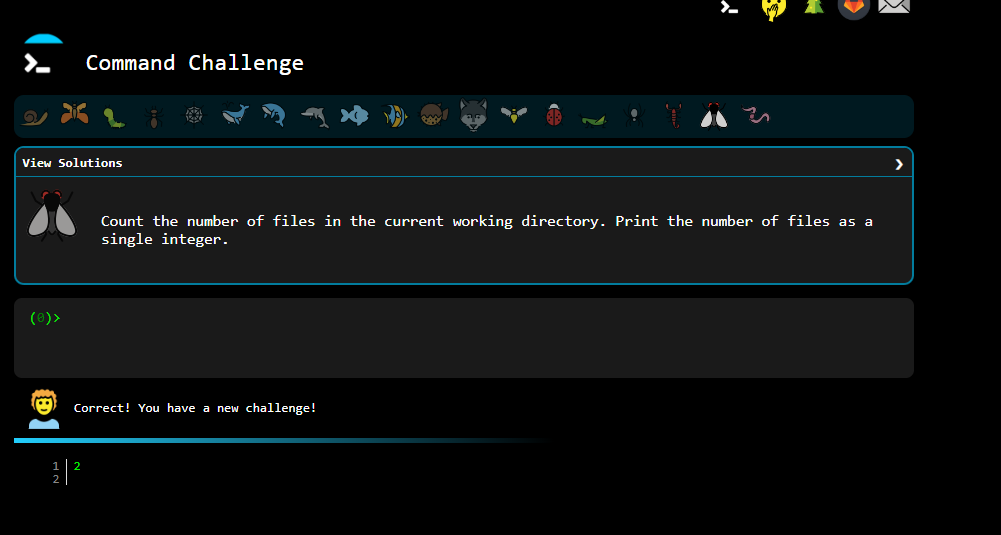 Command Challenge
View Solutions
Count the number of files in the current working directory. Print the number of files as a
single integer.
(0)>
Correct! You have a new challenge!
1 2
2